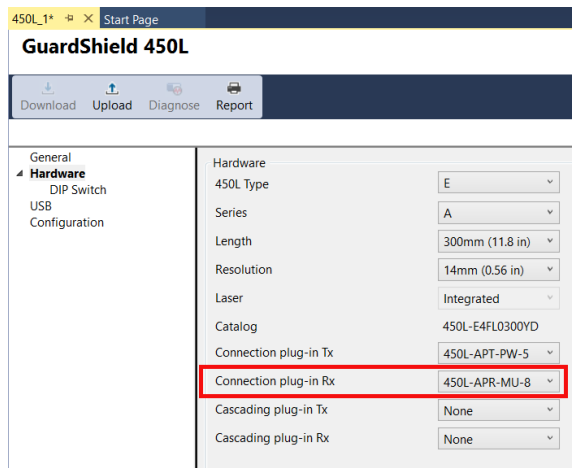 450L_1* Start Page
GuardShield 450L
Download Upload Diagnose Report
General
Hardware
DIP Switch
USB
Configuration
Hardware
450L Type E
Series A
Length 300mm (11.8 in)
Resolution 14mm (0.56 in)
Laser Integrated
Catalog 450L-E4FL0300YD
Connection plug-in Tx 450L-APT-PW-5
Connection plug-in Rx 450L-APR-MU-8
Cascading plug-in Tx None
Cascading plug-in Rx None